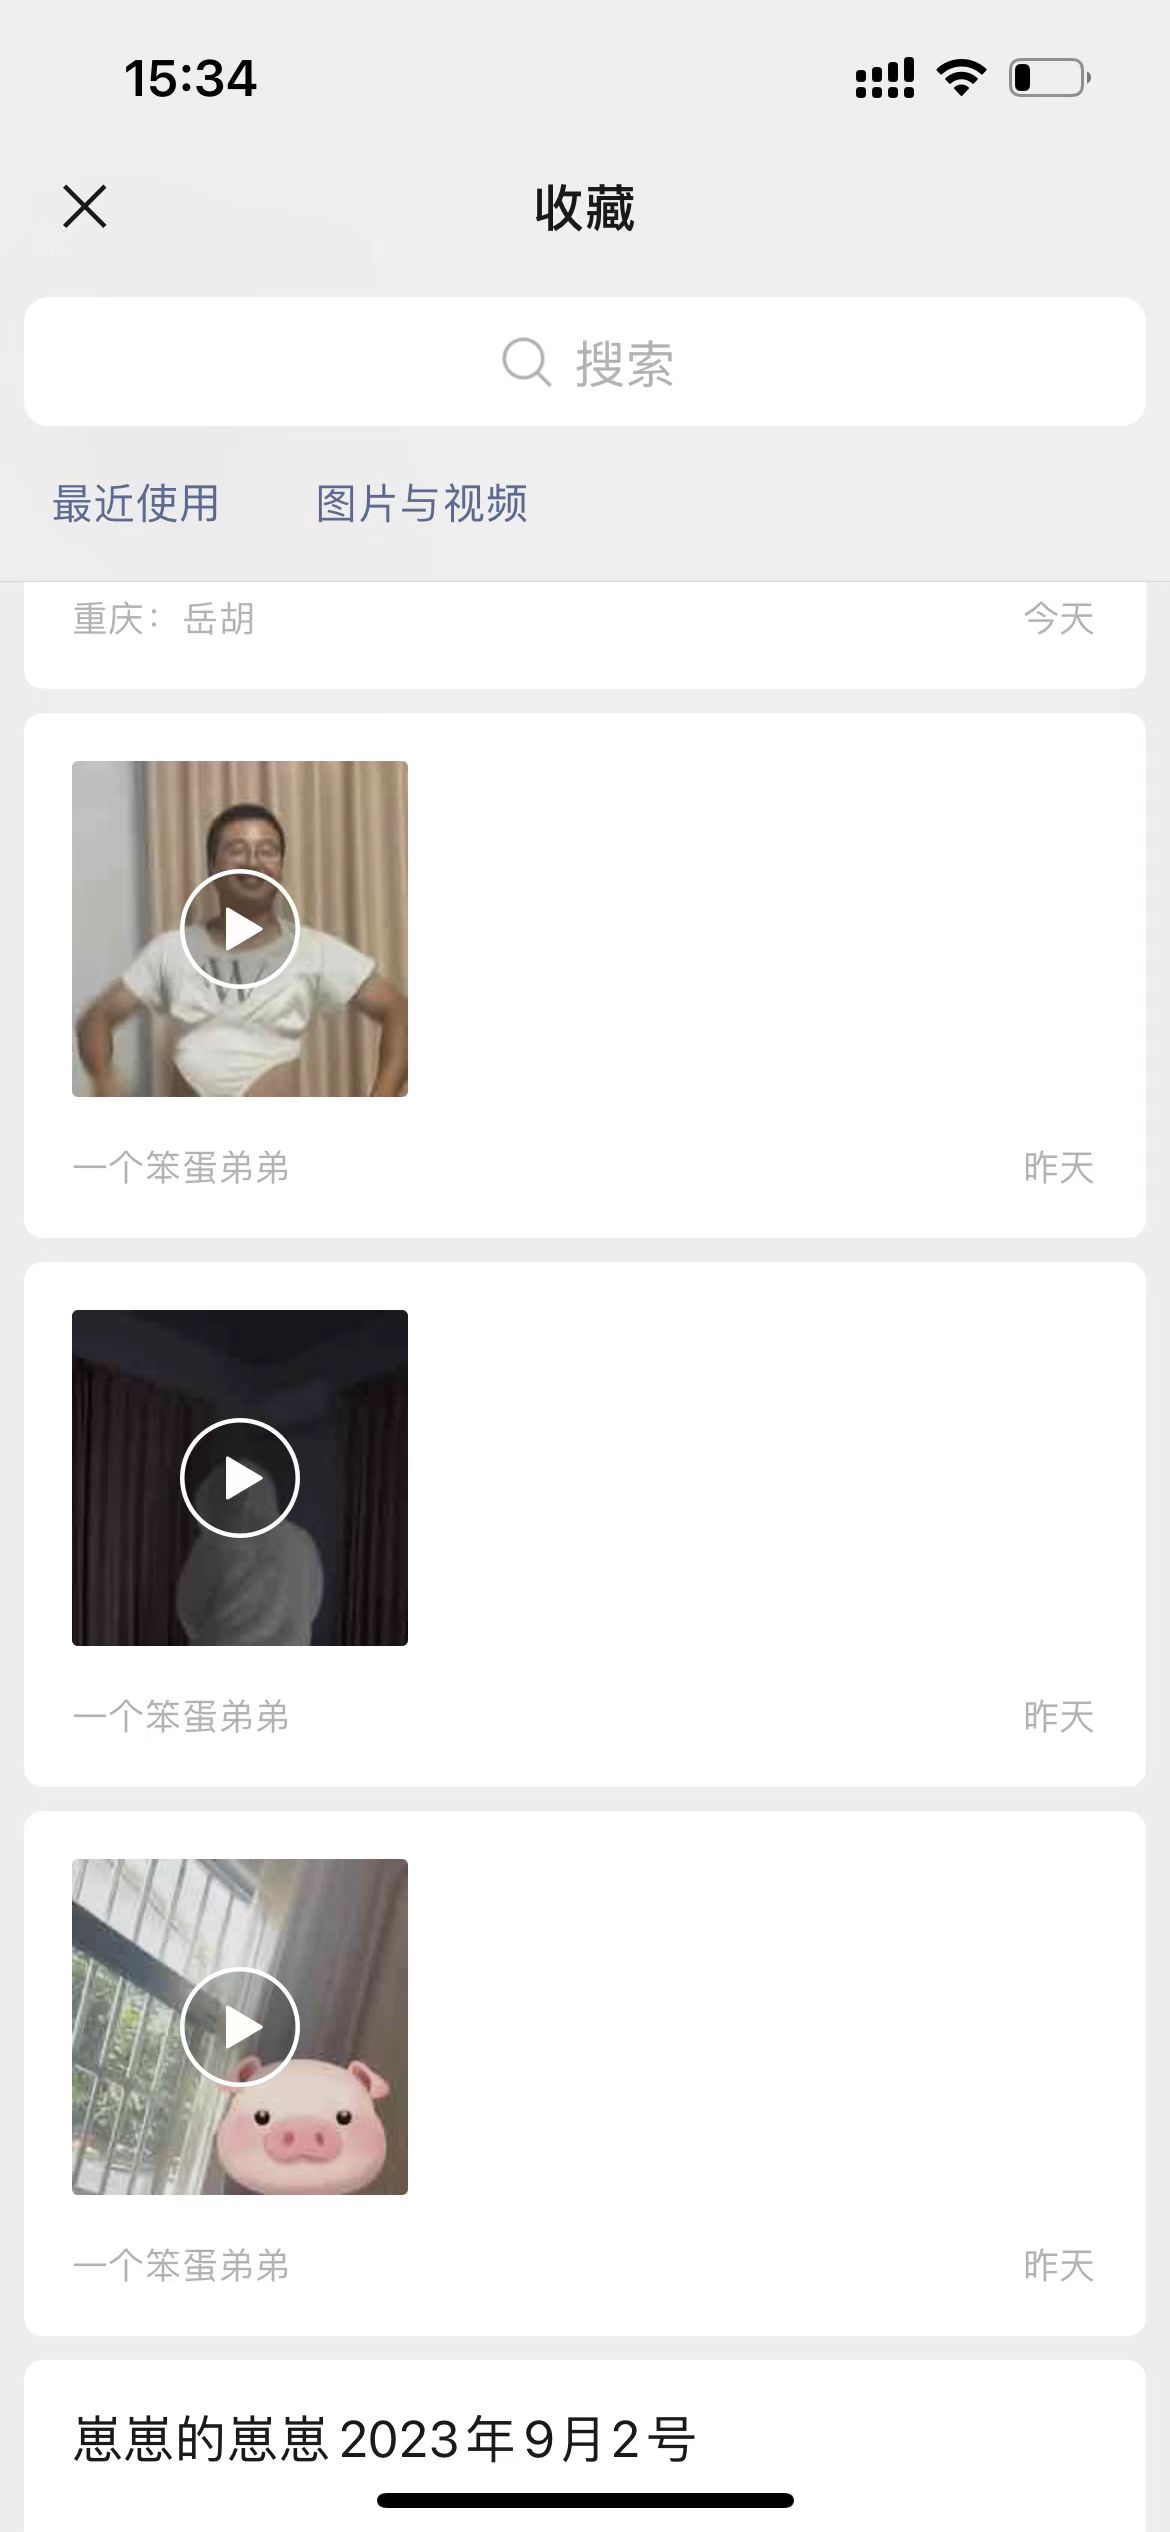 15:34
收藏
搜索
最近使用 图片与视频
重庆：岳胡 今天
W
一个笨蛋弟弟 昨天
一个笨蛋弟弟 昨天
一个笨蛋弟弟 昨天
崽崽的崽崽2023年9月2号